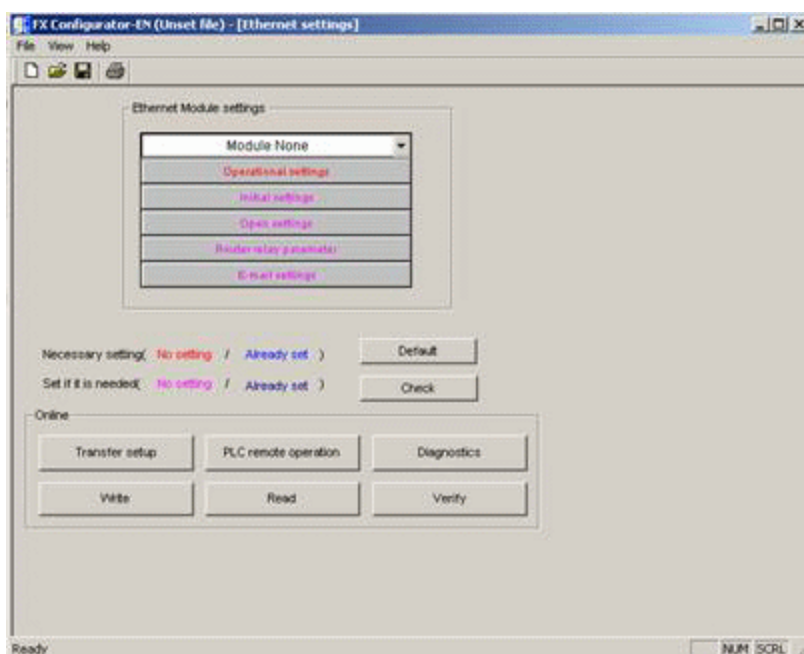 FX Configurator-EN (Unset file) - [Ethernet settings]
File View Help
Ethernet Module settings
Module None
Operational settings
Initial settings
Open settings
Router relay parameter
E-mail settings
Necessary setting( No setting / Already set )
Default
Set if it is needed( No setting / Already set )
Check
Online
Transfer setup
PLC remote operation
Diagnostics
Write
Read
Verify
Ready
NUM SCRL